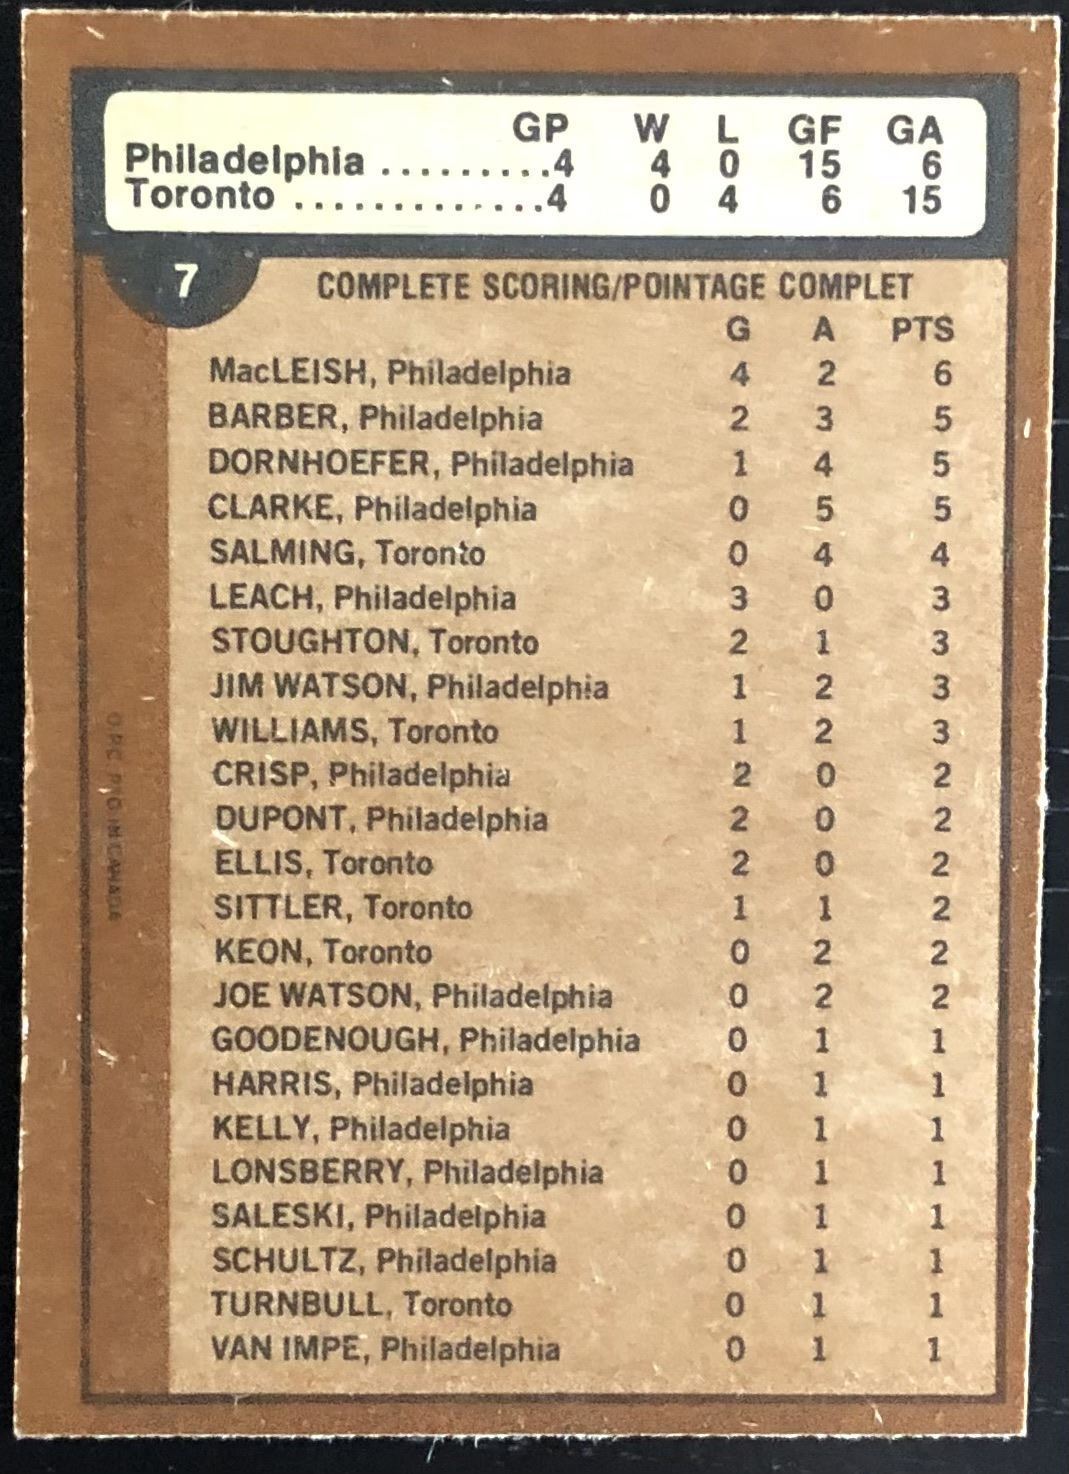 GP W L GF GA
Philadelphia .........4 4 0 15 6
Toronto .............4 0 4 6 15
7
COMPLETE SCORING/POINTAGE COMPLET
G A PTS
MacLEISH, Philadelphia 4 2 6
BARBER, Philadelphia 2 3 5
DORNHOEFER, Philadelphia 1 4 5
CLARKE, Philadelphia 0 5 5
SALMING, Toronto 0 4 4
LEACH, Philadelphia 3 0 3
STOUGHTON, Toronto 2 1 3
JIM WATSON, Philadelphia 1 2 3
WILLIAMS, Toronto 1 2 3
CRISP, Philadelphia 2 0 2
DUPONT, Philadelphia 2 0 2
ELLIS, Toronto 2 0 2
SITTLER, Toronto 1 1 2
KEON, Toronto 0 2 2
JOE WATSON, Philadelphia 0 2 2
GOODENOUGH, Philadelphia 0 1 1
HARRIS, Philadelphia 0 1 1
KELLY, Philadelphia 0 1 1
LONSBERRY, Philadelphia 0 1 1
SALESKI, Philadelphia 0 1 1
SCHULTZ, Philadelphia 0 1 1
TURNBULL, Toronto 0 1 1
VAN IMPE, Philadelphia 0 1 1
IN CANADA